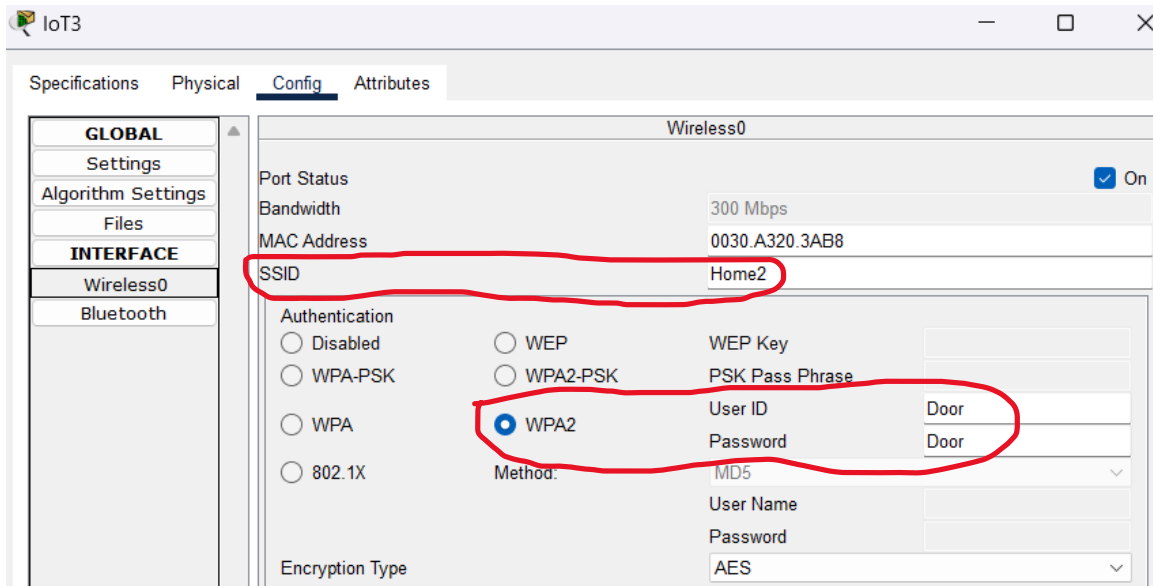 IoT3
Specifications Physical Config Attributes
GLOBAL
Settings
Algorithm Settings
Files
INTERFACE
Wireless0
Bluetooth
Wireless0
Port Status On
Bandwidth 300 Mbps
MAC Address 0030.A320.3AB8
SSID Home2
Authentication
Disabled WEP WEP Key
WPA-PSK WPA2-PSK PSK Pass Phrase
User ID Door
WPA WPA2
Password Door
802.1X Method: MD5
User Name
Password
Encryption Type AES